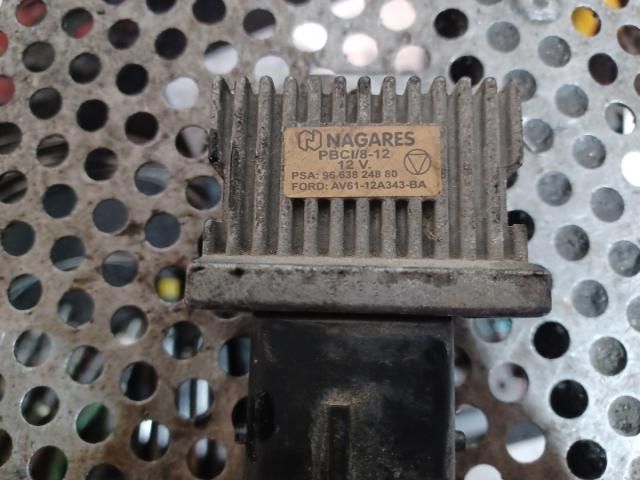 NAGARES
PBCI/8-12
12 V.
PSA: 96 638 248 80
FORD: AV61-12A343-BA